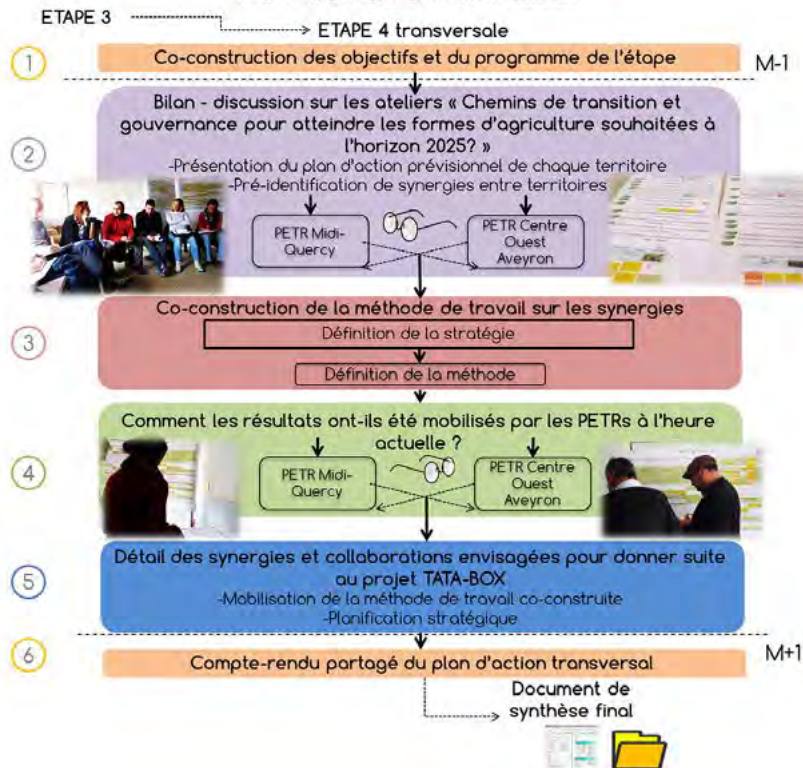 ETAPE 3
ETAPE 4 transversale
1
Co-construction des objectifs et du programme de l'étape
M-1
2
Bilan - discussion sur les ateliers « Chemins de transition et
gouvernance pour atteindre les formes d'agriculture souhaitées à
l'horizon 2025? »
-Présentation du plan d'action prévisionnel de chaque territoire
-Pré-identification de synergies entre territoires
PETR Midi-
Quercy
PETR Centre
Ouest
Aveyron
3
Co-construction de la méthode de travail sur les synergies
Définition de la stratégie
Définition de la méthode
4
Comment les résultats ont-ils été mobilisés par les PETRs à l'heure
actuelle ?
PETR Midi-
Quercy
PETR Centre
Ouest
Aveyron
5
Détail des synergies et collaborations envisagées pour donner suite
au projet TATA-BOX
-Mobilisation de la méthode de travail co-construite
-Planification stratégique
6
Compte-rendu partagé du plan d'action transversal
M+1
Document de
synthèse final